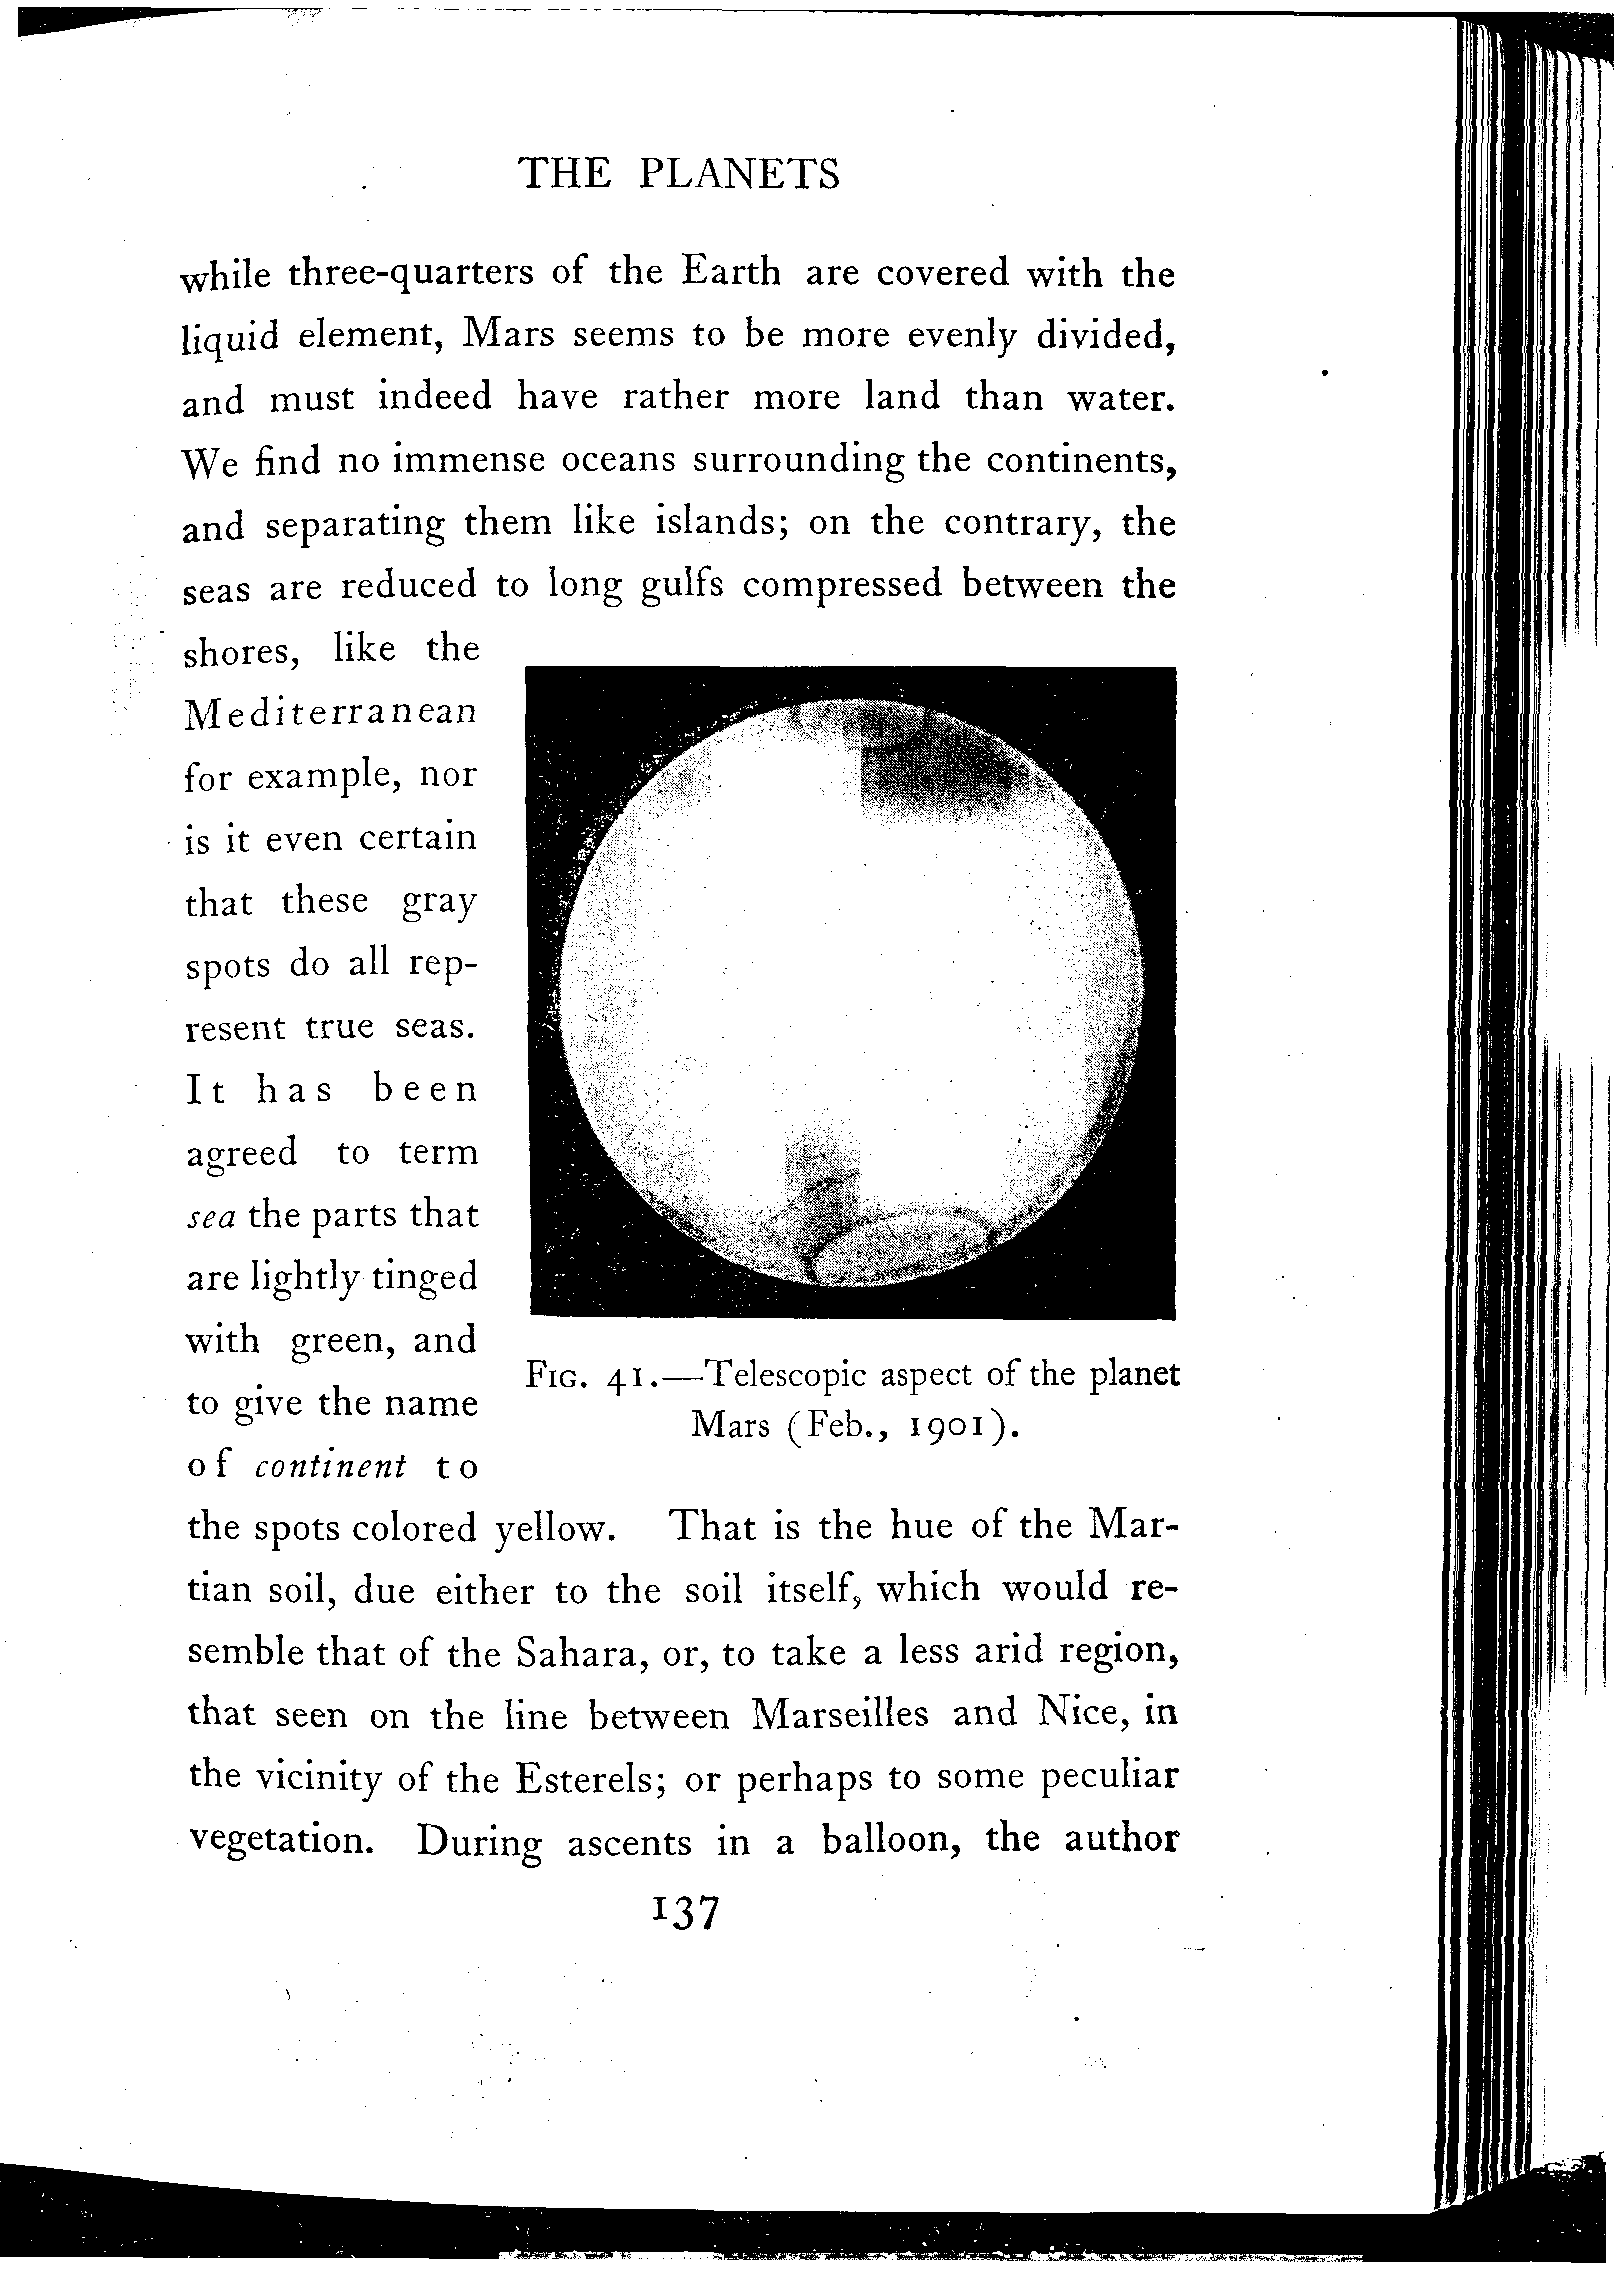 THE PLANETS
while three-quarters of the Earth are covered with the
liquid element, Mars seems to be more evenly divided,
and must indeed have rather more land than water.
We find no immense oceans surrounding the continents,
and separating them like islands; on the contrary, the
seas are reduced to long gulfs compressed between the
shores, like the
Mediterranean
for example, nor
is it even certain
that these gray
spots do all rep-
resent true seas.
It has been
agreed to term
sea the parts that
are lightly tinged
with green, and
to give the name
of continent to
FIG. 41.—Telescopic aspect of the planet
Mars (Feb., 1901).
the spots colored yellow. That is the hue of the Mar-
tian soil, due either to the soil itself, which would re-
semble that of the Sahara, or, to take a less arid region,
that seen on the line between Marseilles and Nice, in
the vicinity of the Esterels; or perhaps to some peculiar
vegetation. During ascents in a balloon, the author
137